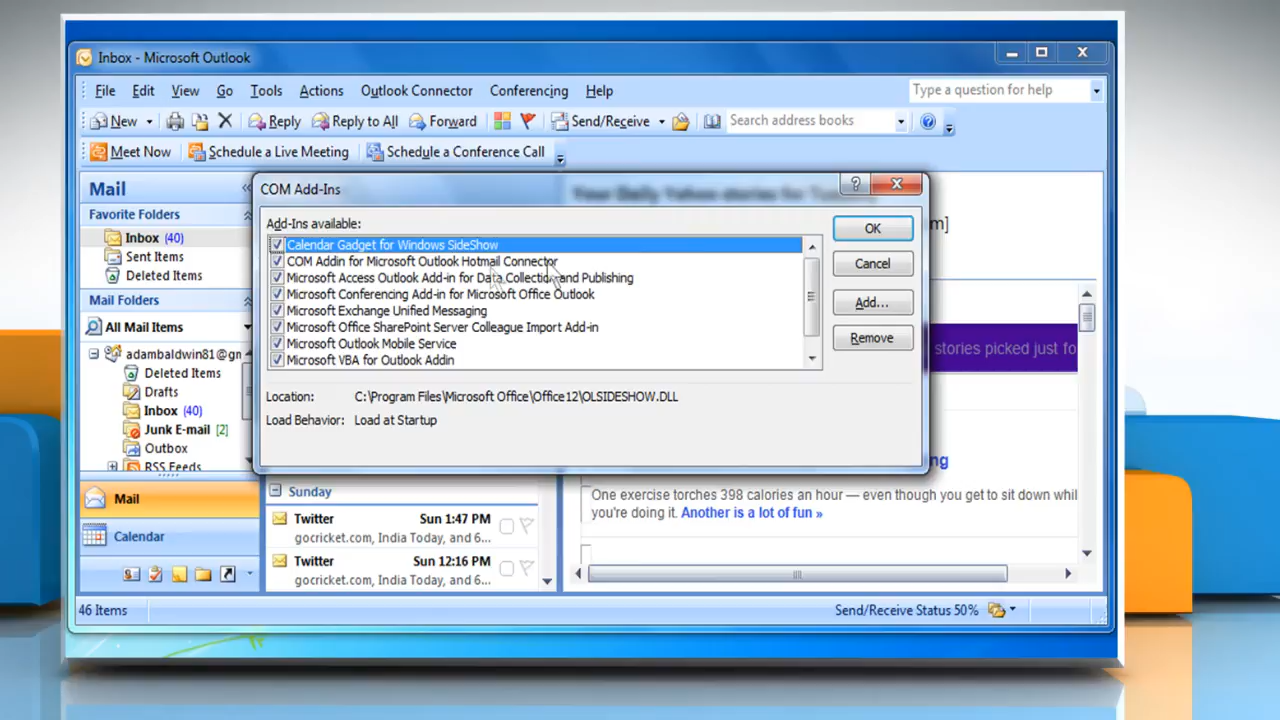 Inbox - Microsoft Outlook
File Edit View Go Tools Actions Outlook Connector Conferencing Help Type a question for help
New Reply Reply to All Forward Send/Receive Search address books
Meet Now Schedule a Live Meeting Schedule a Conference Call
Mail
Favorite Folders
Inbox (40)
Sent Items
Deleted Items
Mail Folders
All Mail Items
adambaldwin81@gm
Deleted Items
Drafts
Inbox (40)
Junk E-mail [2]
Outbox
RSS Feeds
Mail
Calendar
COM Add-Ins
Add-Ins available:
Calendar Gadget for Windows SideShow
COM Addin for Microsoft Outlook Hotmail Connector
Microsoft Access Outlook Add-in for Data Collection and Publishing
Microsoft Conferencing Add-in for Microsoft Office Outlook
Microsoft Exchange Unified Messaging
Microsoft Office SharePoint Server Colleague Import Add-in
Microsoft Outlook Mobile Service
Microsoft VBA for Outlook Addin
OK
Cancel
Add...
Remove
Location: C:\Program Files\Microsoft Office\Office12\OLSIDESHOW.DLL
Load Behavior: Load at Startup
Your Daily Yahoo stories for
m]
stories picked just fo
ng
One exercise torches 398 calories an hour — even though you get to sit down whil
you're doing it. Another is a lot of fun »
Sunday
Twitter Sun 1:47 PM
gocricket.com, India Today, and 6...
Twitter Sun 12:16 PM
gocricket.com, India Today, and 6...
46 Items
Send/Receive Status 50%